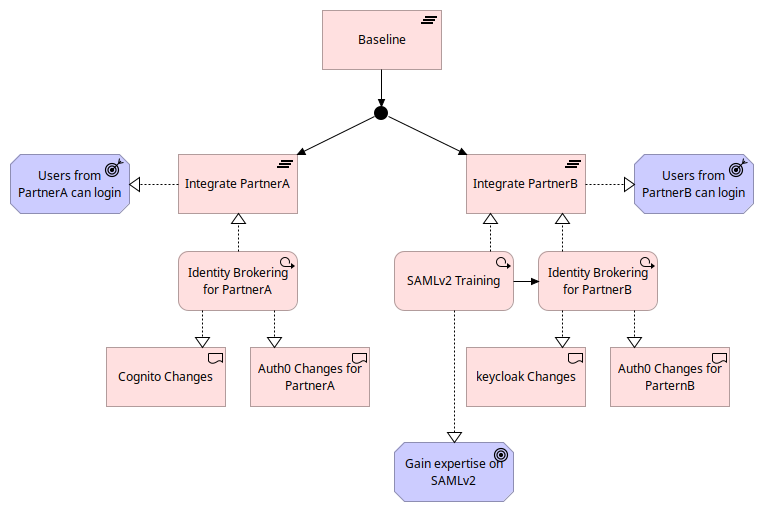 Baseline
Users from
PartnerA can login
Integrate PartnerA
Integrate PartnerB
Users from
PartnerB can login
Identity Brokering
for PartnerA
SAMLv2 Training
Identity Brokering
for PartnerB
Cognito Changes
Auth0 Changes for
PartnerA
keycloak Changes
Auth0 Changes for
ParternB
Gain expertise on
SAMLv2